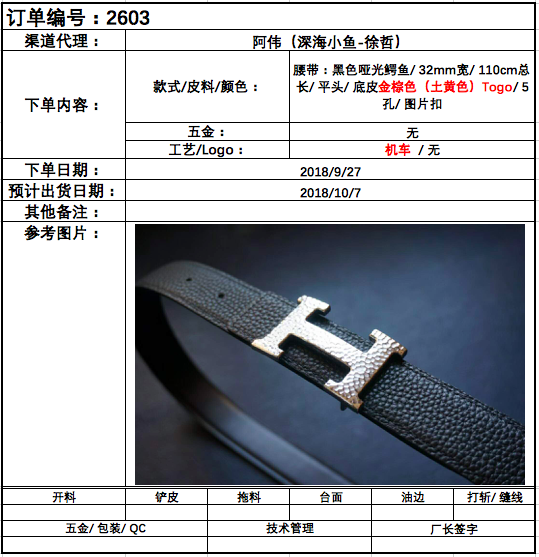 订单编号：2603
渠道代理：
阿伟（深海小鱼-徐哲）
下单内容：
款式/皮料/颜色：
腰带：黑色哑光鳄鱼/ 32mm宽/ 110cm总
长/ 平头/ 底皮金棕色（土黄色）Togo/ 5
孔/ 图片扣
五金：
无
工艺/Logo：
机车 / 无
下单日期：
2018/9/27
预计出货日期：
2018/10/7
其他备注：
参考图片：
开料
铲皮
拖料
台面
油边
打斩/ 缝线
五金/ 包装/ QC
技术管理
厂长签字